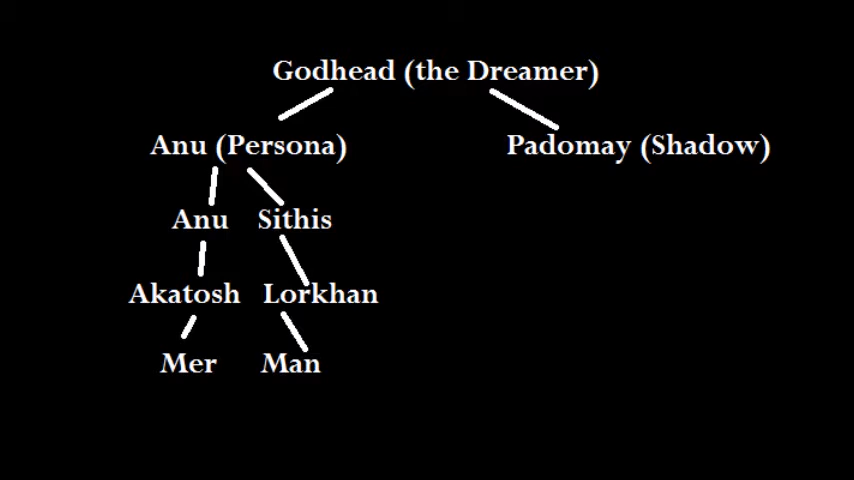 Godhead (the Dreamer)
Anu (Persona) Padomay (Shadow)
Anu Sithis
Akatosh Lorkhan
Mer Man